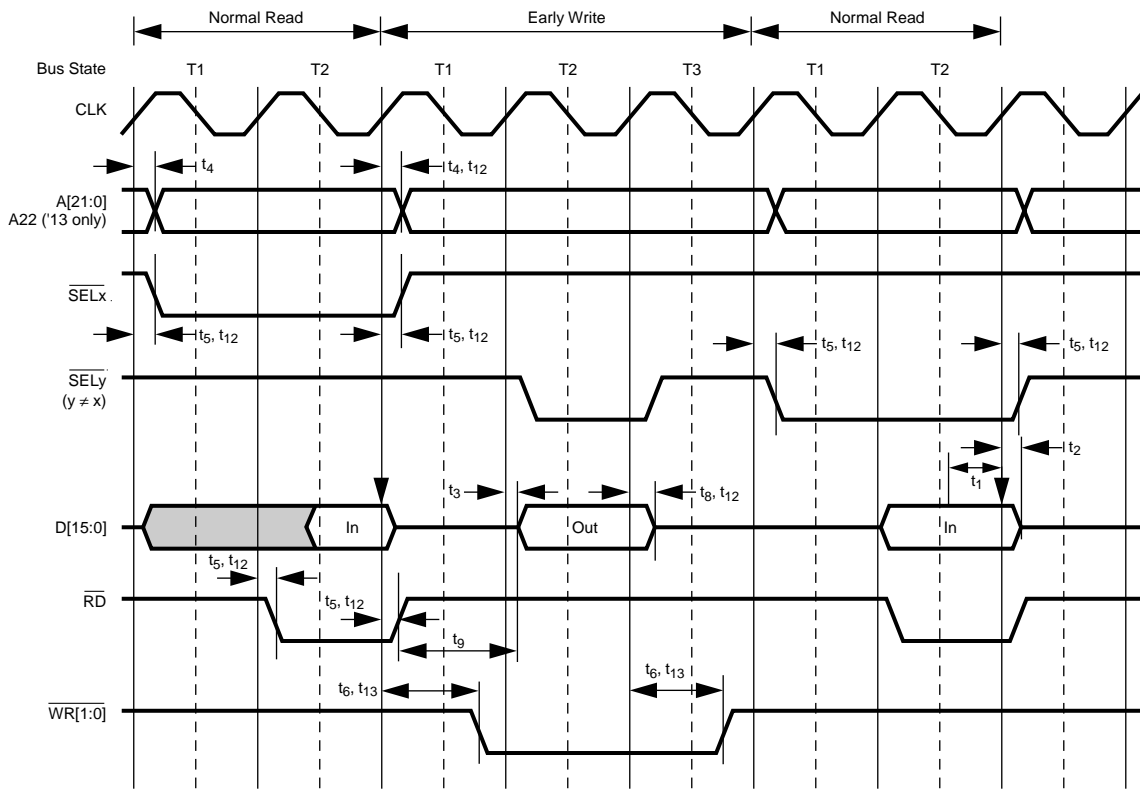 Normal Read Early Write Normal Read
Bus State T1 T2 T1 T2 T3 T1 T2
CLK
t4 t4, t12
A[21:0]
A22 ('13 only)
SELx
t5, t12 t5, t12 t5, t12 t5, t12
SELy
(y ≠ x)
t2
t1
t3 t8, t12
D[15:0] In Out In
t5, t12
RD t5, t12
t9
t6, t13 t6, t13
WR[1:0]